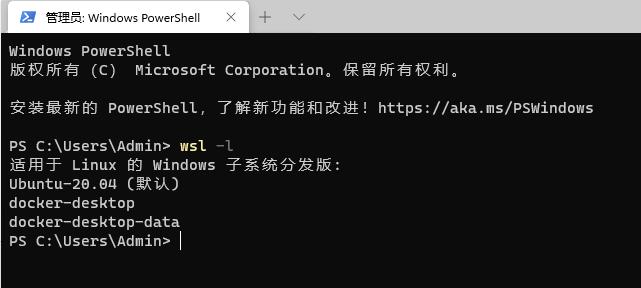 管理员: Windows PowerShell
Windows PowerShell
版权所有 (C) Microsoft Corporation。保留所有权利。
安装最新的 PowerShell，了解新功能和改进！https://aka.ms/PSWindows
PS C:\Users\Admin> wsl -l
适用于 Linux 的 Windows 子系统分发版:
Ubuntu-20.04 (默认)
docker-desktop
docker-desktop-data
PS C:\Users\Admin>